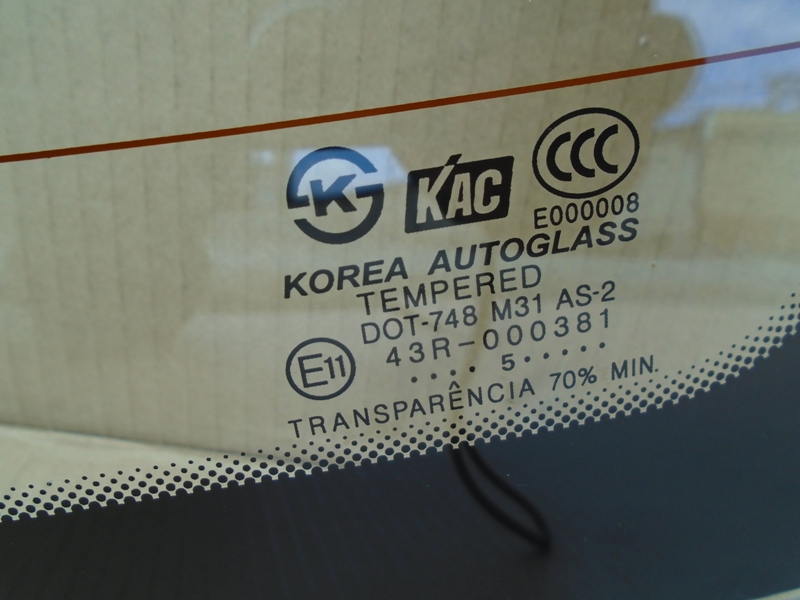 K
KAC
CCC
E000008
KOREA AUTOGLASS
TEMPERED
DOT-748 M31 AS-2
E11
43R-000381
.... 5.....
TRANSPARÊNCIA 70% MIN.